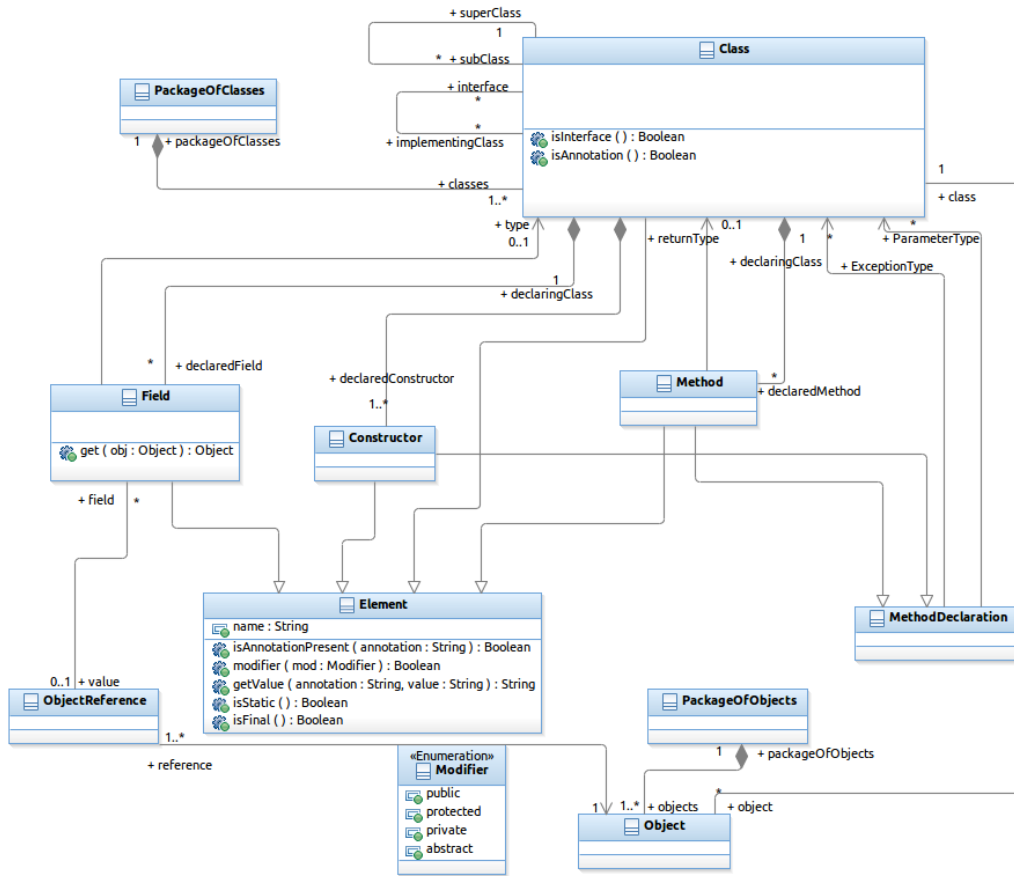 + superClass
1
Class
* + subClass
+ interface
*
*
+ implementingClass
isInterface ( ) : Boolean
isAnnotation ( ) : Boolean
PackageOfClasses
1
+ packageOfClasses
+ classes
1..*
1
+ class
+ type
0..1
+ returnType
0..1
1
*
*
+ ParameterType
+ declaringClass
+ ExceptionType
1
+ declaringClass
*
+ declaredField
+ declaredConstructor
1..*
Method
*
+ declaredMethod
Field
get ( obj : Object ) : Object
Constructor
+ field
*
Element
name : String
isAnnotationPresent ( annotation : String ) : Boolean
modifier ( mod : Modifier ) : Boolean
getValue ( annotation : String, value : String ) : String
isStatic ( ) : Boolean
isFinal ( ) : Boolean
MethodDeclaration
0..1 + value
ObjectReference
1..*
+ reference
PackageOfObjects
1
+ packageOfObjects
«Enumeration»
Modifier
public
protected
private
abstract
1
1..*
+ objects
*
+ object
Object